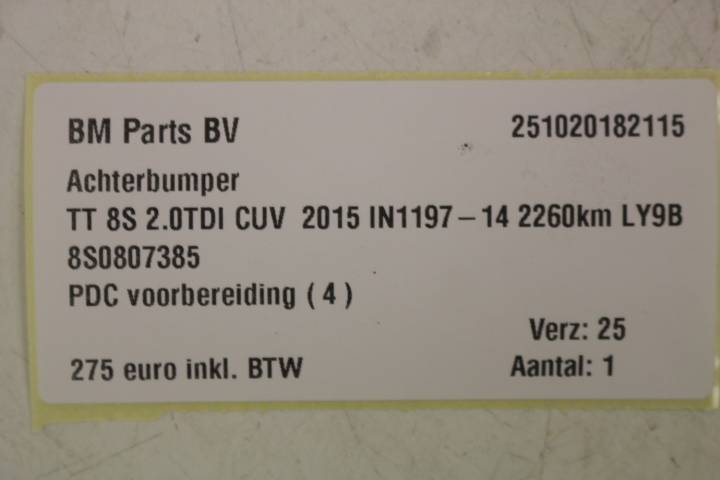 BM Parts BV 251020182115
Achterbumper
TT 8S 2.0TDI CUV 2015 IN1197-14 2260km LY9B
8S0807385
PDC voorbereiding ( 4 )
Verz: 25
275 euro inkl. BTW Aantal: 1